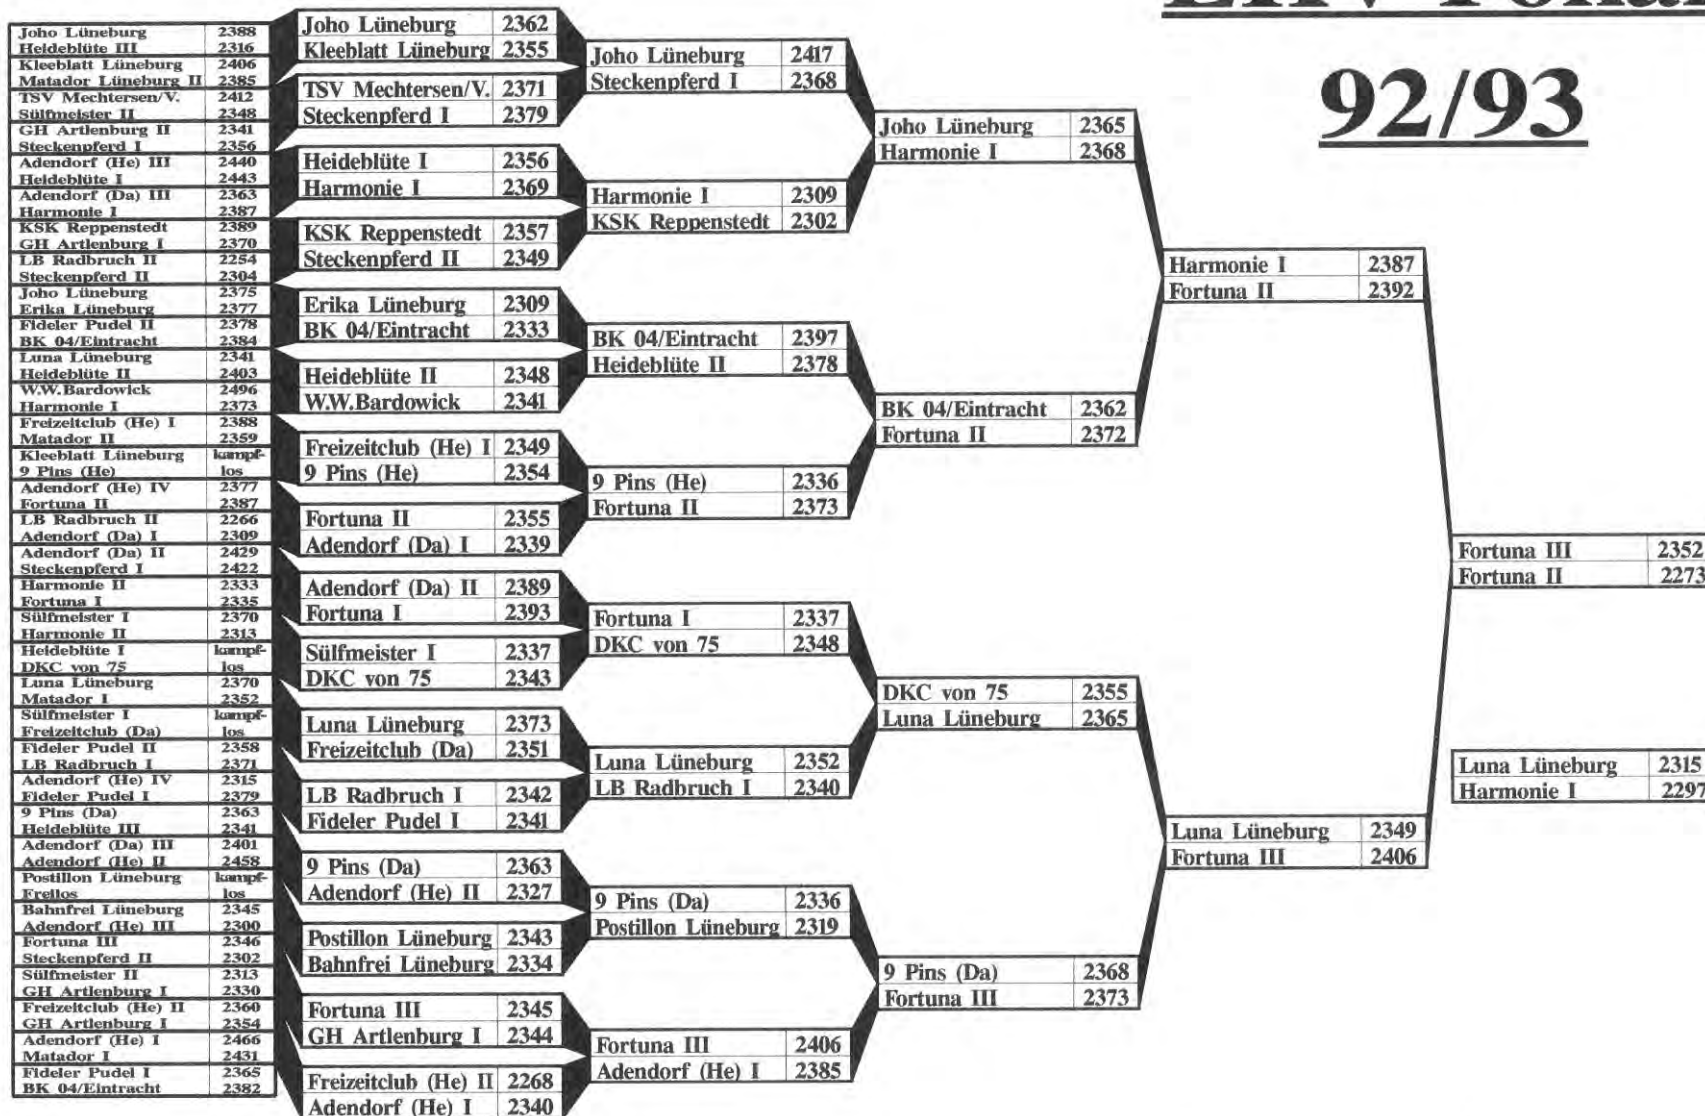 92/93
Joho Lüneburg 2388
Heideblüte III 2316
Kleeblatt Lüneburg 2406
Matador Lüneburg II 2385
TSV Mechtersen/V. 2412
Sülfmeister II 2348
GH Artlenburg II 2341
Steckenpferd I 2356
Adendorf (He) III 2440
Heideblüte I 2443
Adendorf (Da) III 2363
Harmonie I 2387
KSK Reppenstedt 2389
GH Artlenburg I 2370
LB Radbruch II 2254
Steckenpferd II 2304
Joho Lüneburg 2375
Erika Lüneburg 2377
Fideler Pudel II 2378
BK 04/Eintracht 2384
Luna Lüneburg 2341
Heideblüte II 2403
W.W.Bardowick 2496
Harmonie I 2373
Freizeitclub (He) I 2388
Matador II 2359
Kleeblatt Lüneburg kampf-
9 Pins (He) los
Adendorf (He) IV 2377
Fortuna II 2387
LB Radbruch II 2266
Adendorf (Da) I 2309
Adendorf (Da) II 2429
Steckenpferd I 2422
Harmonie II 2333
Fortuna I 2335
Sülfmeister I 2370
Harmonie II 2313
Heideblüte I kampf-
DKC von 75 los
Luna Lüneburg 2370
Matador I 2352
Sülfmeister I kampf-
Freizeitclub (Da) los
Fideler Pudel II 2358
LB Radbruch I 2371
Adendorf (He) IV 2315
Fideler Pudel I 2379
9 Pins (Da) 2363
Heideblüte III 2341
Adendorf (Da) III 2401
Adendorf (He) II 2458
Postillon Lüneburg kampf-
Freilos los
Bahnfrei Lüneburg 2345
Adendorf (He) III 2300
Fortuna III 2346
Steckenpferd II 2302
Sülfmeister II 2313
GH Artlenburg I 2330
Freizeitclub (He) II 2360
GH Artlenburg I 2354
Adendorf (He) I 2466
Matador I 2431
Fideler Pudel I 2365
BK 04/Eintracht 2382
Joho Lüneburg 2362
Kleeblatt Lüneburg 2355
TSV Mechtersen/V. 2371
Steckenpferd I 2379
Heideblüte I 2356
Harmonie I 2369
KSK Reppenstedt 2357
Steckenpferd II 2349
Erika Lüneburg 2309
BK 04/Eintracht 2333
Heideblüte II 2348
W.W.Bardowick 2341
Freizeitclub (He) I 2349
9 Pins (He) 2354
Fortuna II 2355
Adendorf (Da) I 2339
Adendorf (Da) II 2389
Fortuna I 2393
Sülfmeister I 2337
DKC von 75 2343
Luna Lüneburg 2373
Freizeitclub (Da) 2351
LB Radbruch I 2342
Fideler Pudel I 2341
9 Pins (Da) 2363
Adendorf (He) II 2327
Postillon Lüneburg 2343
Bahnfrei Lüneburg 2334
Fortuna III 2345
GH Artlenburg I 2344
Freizeitclub (He) II 2268
Adendorf (He) I 2340
Joho Lüneburg 2417
Steckenpferd I 2368
Harmonie I 2309
KSK Reppenstedt 2302
BK 04/Eintracht 2397
Heideblüte II 2378
9 Pins (He) 2336
Fortuna II 2373
Fortuna I 2337
DKC von 75 2348
Luna Lüneburg 2352
LB Radbruch I 2340
9 Pins (Da) 2336
Postillon Lüneburg 2319
Fortuna III 2406
Adendorf (He) I 2385
Joho Lüneburg 2365
Harmonie I 2368
BK 04/Eintracht 2362
Fortuna II 2372
DKC von 75 2355
Luna Lüneburg 2365
9 Pins (Da) 2368
Fortuna III 2373
Harmonie I 2387
Fortuna II 2392
Luna Lüneburg 2349
Fortuna III 2406
Fortuna III 2352
Fortuna II 2273
Luna Lüneburg 2315
Harmonie I 2297